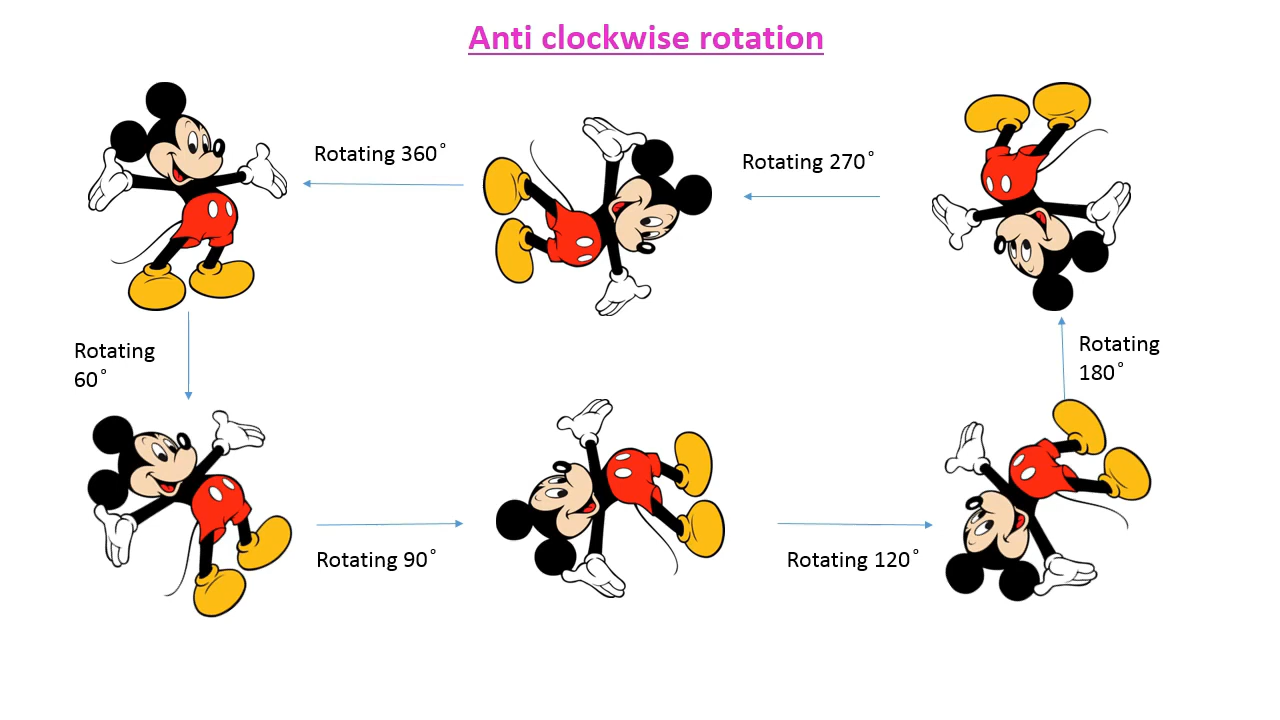 Anti clockwise rotation
Rotating 360°
Rotating 270°
Rotating
60°
Rotating
180°
Rotating 90°
Rotating 120°